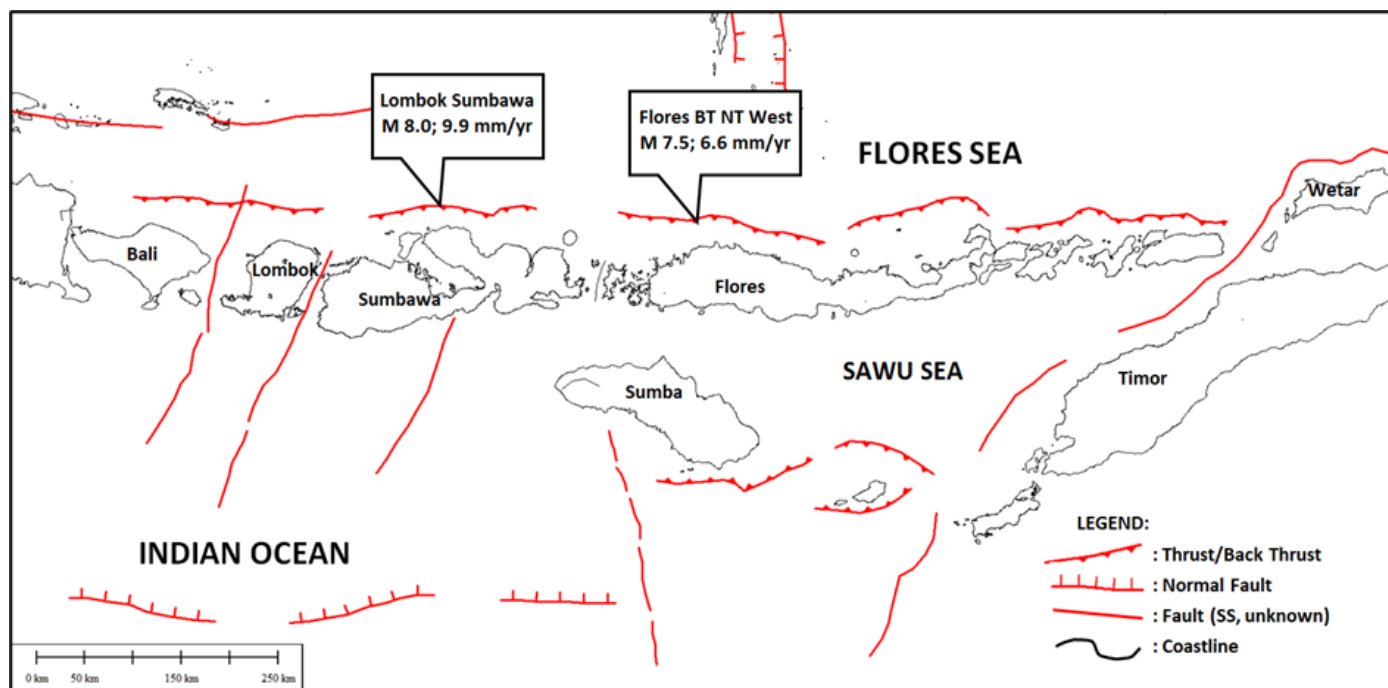 Lombok Sumbawa
M 8.0; 9.9 mm/yr
Flores BT NT West
M 7.5; 6.6 mm/yr
FLORES SEA
Wetar
Bali
Lombok
Sumbawa
Flores
SAWU SEA
Sumba
Timor
INDIAN OCEAN
LEGEND:
: Thrust/Back Thrust
: Normal Fault
: Fault (SS, unknown)
: Coastline
0 km 50 km 150 km 250 km